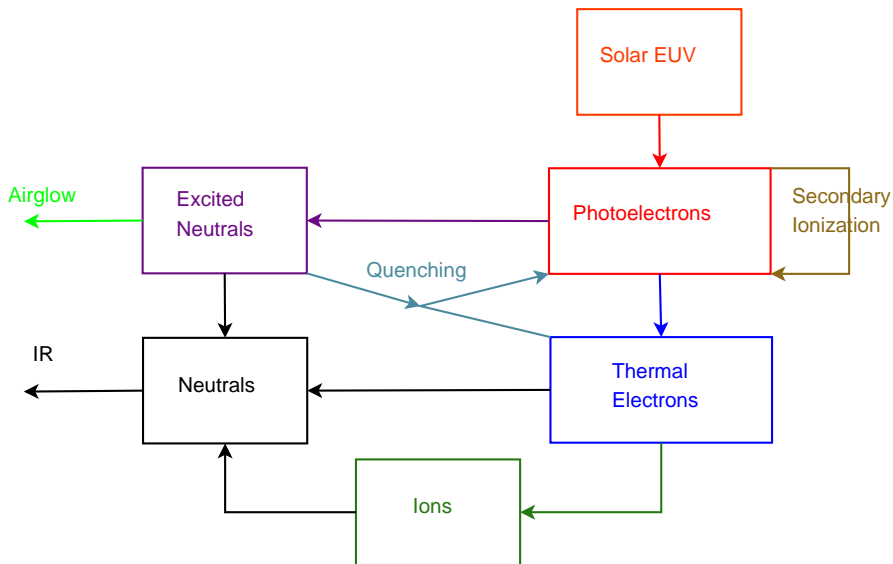 Solar EUV
Airglow
Excited
Neutrals
Photoelectrons
Secondary
Ionization
Quenching
IR
Neutrals
Thermal
Electrons
Ions